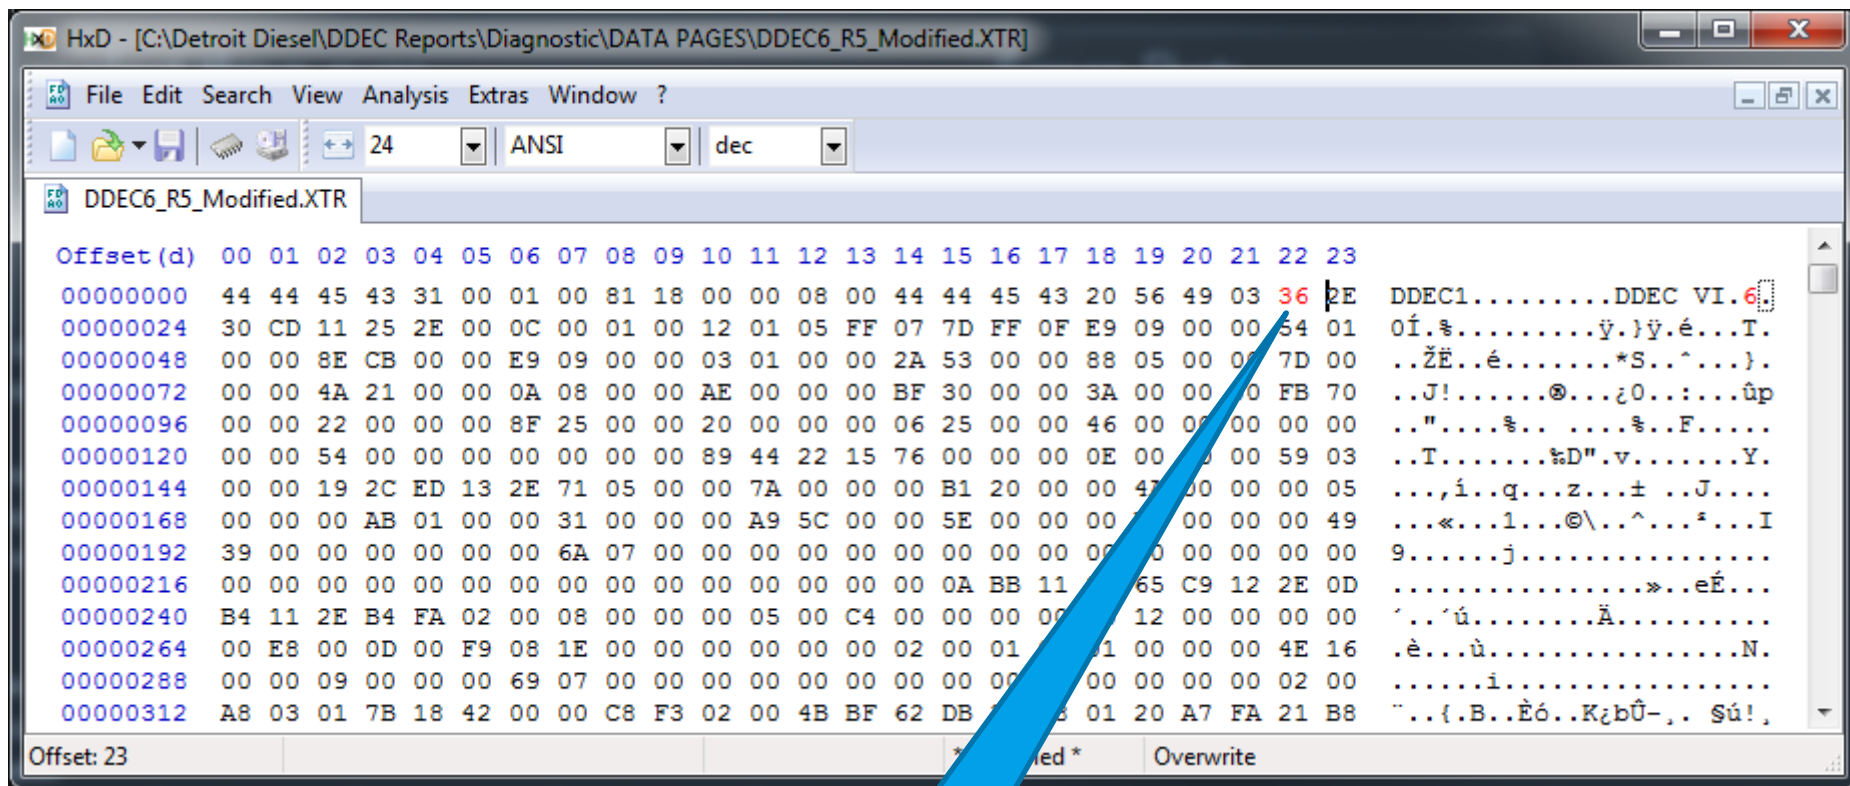 HxD - [C:\Detroit Diesel\DDEC Reports\Diagnostic\DATA PAGES\DDEC6_R5_Modified.XTR]
File Edit Search View Analysis Extras Window ?
24 ANSI dec
DDEC6_R5_Modified.XTR
Offset(d) 00 01 02 03 04 05 06 07 08 09 10 11 12 13 14 15 16 17 18 19 20 21 22 23
00000000 44 44 45 43 31 00 01 00 81 18 00 00 08 00 44 44 45 43 20 56 49 03 36 2E DDEC1.........DDEC VI.6.
00000024 30 CD 11 25 2E 00 0C 00 01 00 12 01 05 FF 07 7D FF 0F E9 09 00 00 54 01 0Í.%.........ÿ.}ÿ.é...T.
00000048 00 00 8E CB 00 00 E9 09 00 00 03 01 00 00 2A 53 00 00 88 05 00 00 7D 00 ..ŽË..é.......*S..ˆ...}.
00000072 00 00 4A 21 00 00 0A 08 00 00 AE 00 00 00 BF 30 00 00 3A 00 00 00 FB 70 ..J!......®...¿0..:...ûp
00000096 00 00 22 00 00 00 8F 25 00 00 20 00 00 00 06 25 00 00 46 00 00 00 00 00 .."....%.. ....%..F.....
00000120 00 00 54 00 00 00 00 00 00 00 89 44 22 15 76 00 00 00 0E 00 00 59 03 ..T.......‰D".v.......Y.
00000144 00 00 19 2C ED 13 2E 71 05 00 00 7A 00 00 00 B1 20 00 00 00 00 00 05 ...,í..q...z...± ..J....
00000168 00 00 00 AB 01 00 00 31 00 00 00 A9 5C 00 00 5E 00 00 00 00 00 00 49 ...«...1...©\..^...ª...I
00000192 39 00 00 00 00 00 00 6A 07 00 00 00 00 00 00 00 00 00 00 00 00 00 00 9......j................
00000216 00 00 00 00 00 00 00 00 00 00 00 00 00 00 00 0A BB 11 65 C9 12 2E 0D ................»..eÉ...
00000240 B4 11 2E B4 FA 02 00 08 00 00 00 05 00 C4 00 00 00 00 12 00 00 00 00 ´..´ú........Ä..........
00000264 00 E8 00 0D 00 F9 08 1E 00 00 00 00 00 00 02 00 01 00 00 00 4E 16 .è...ù................N.
00000288 00 00 09 00 00 00 69 07 00 00 00 00 00 00 00 00 00 00 00 00 00 02 00 ......i.................
00000312 A8 03 01 7B 18 42 00 00 C8 F3 02 00 4B BF 62 DB 01 20 A7 FA 21 B8 ¨..{.B..Èó..K¿bÛ–¸. §ú!¸
Offset: 23 Overwrite